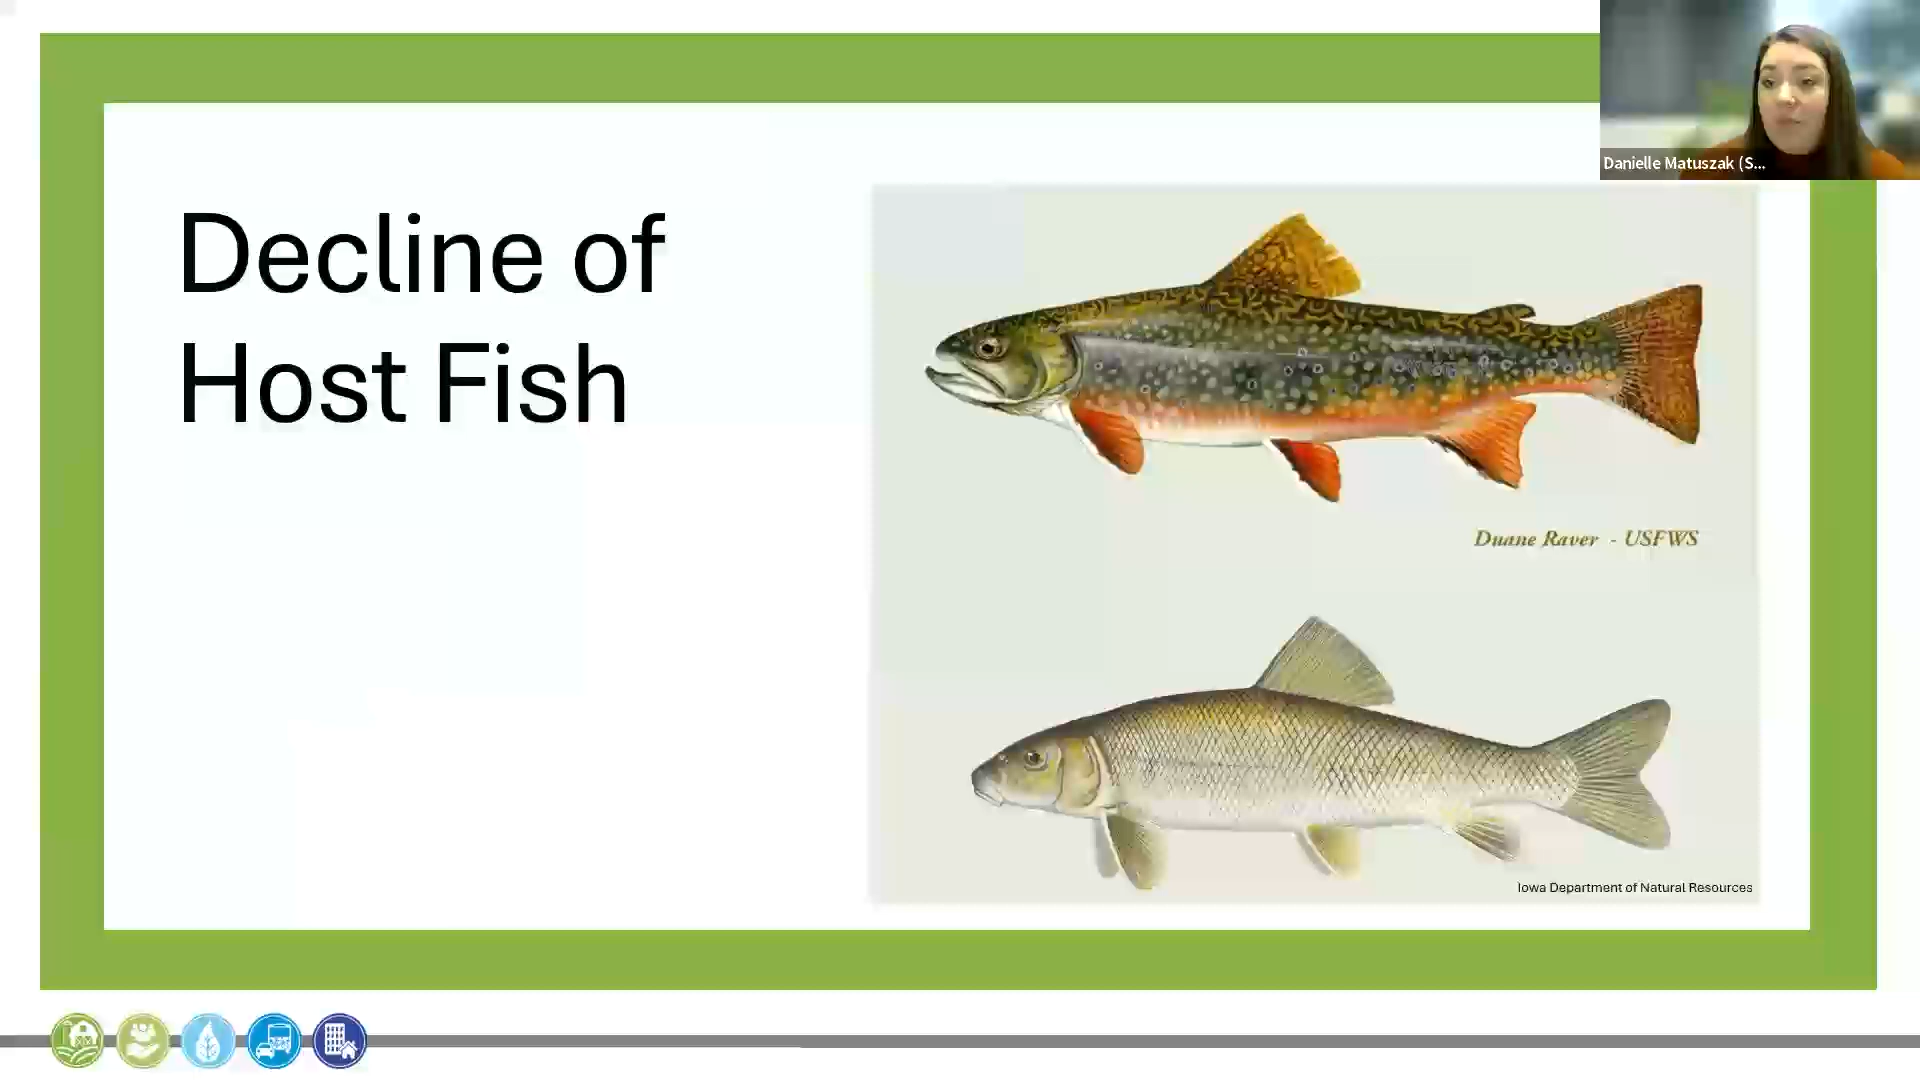 Danielle Matuszak (S...
Decline of
Host Fish
Duane Raver - USFWS
Iowa Department of Natural Resources